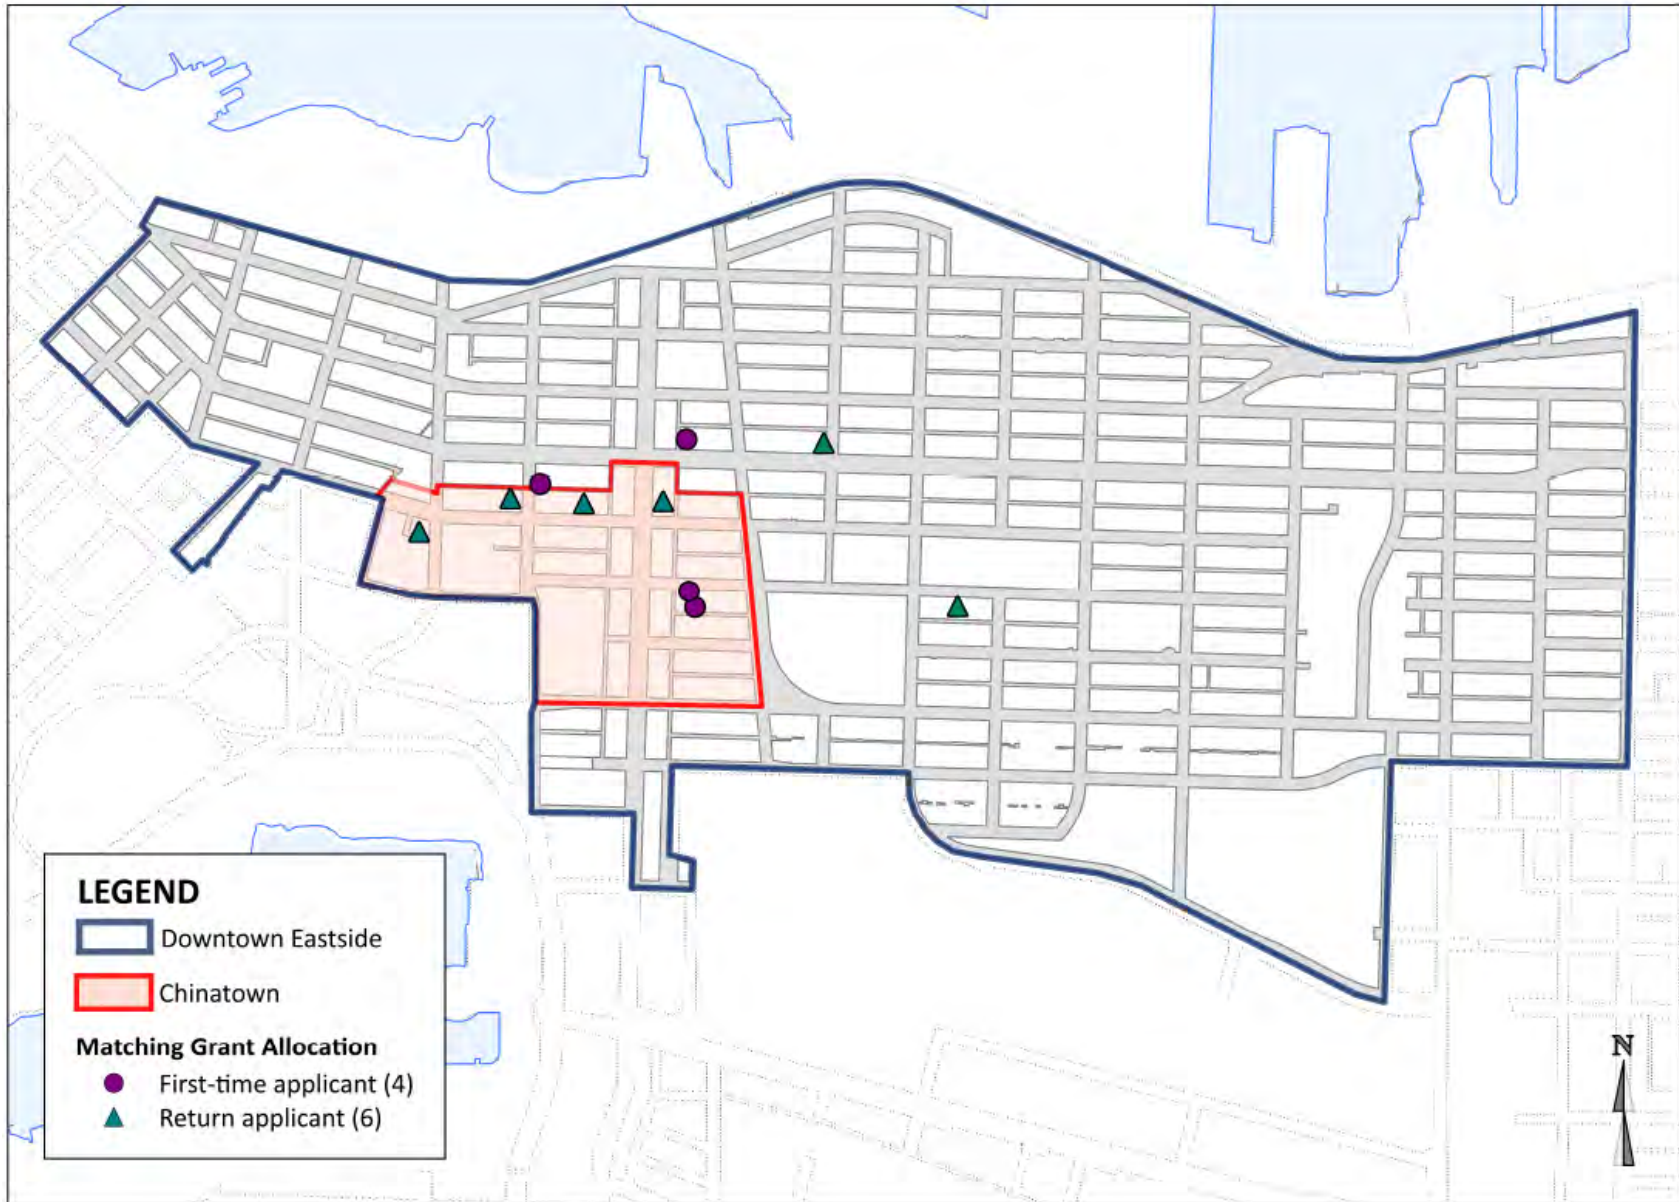 LEGEND
Downtown Eastside
Chinatown
Matching Grant Allocation
First-time applicant (4)
Return applicant (6)
N